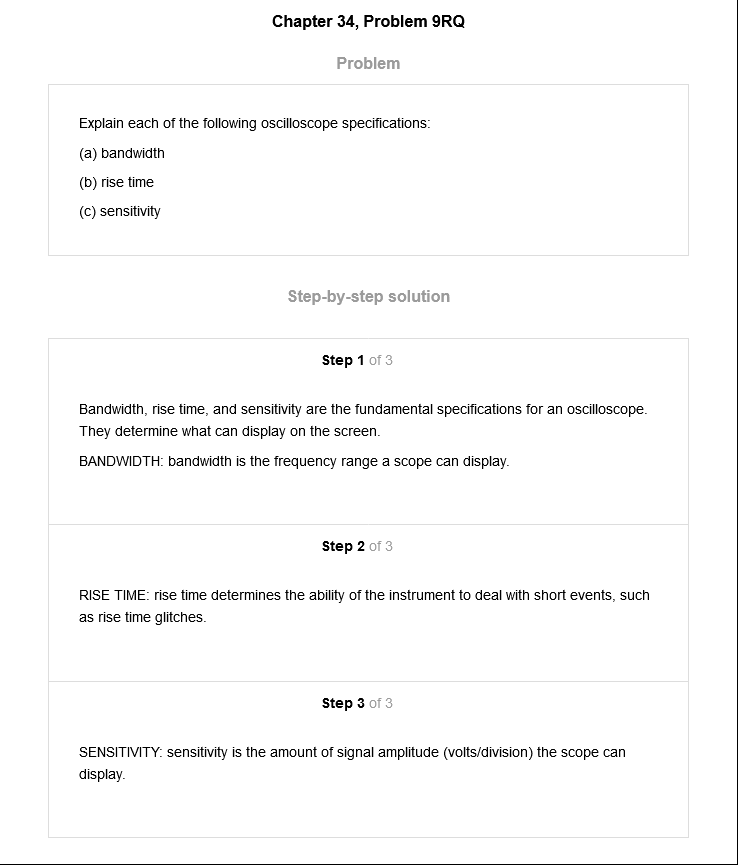 Chapter 34, Problem 9RQ
Problem
Explain each of the following oscilloscope specifications:
(a) bandwidth
(b) rise time
(c) sensitivity
Step-by-step solution
Step 1 of 3
Bandwidth, rise time, and sensitivity are the fundamental specifications for an oscilloscope.
They determine what can display on the screen.
BANDWIDTH: bandwidth is the frequency range a scope can display.
Step 2 of 3
RISE TIME: rise time determines the ability of the instrument to deal with short events, such
as rise time glitches.
Step 3 of 3
SENSITIVITY: sensitivity is the amount of signal amplitude (volts/division) the scope can
display.